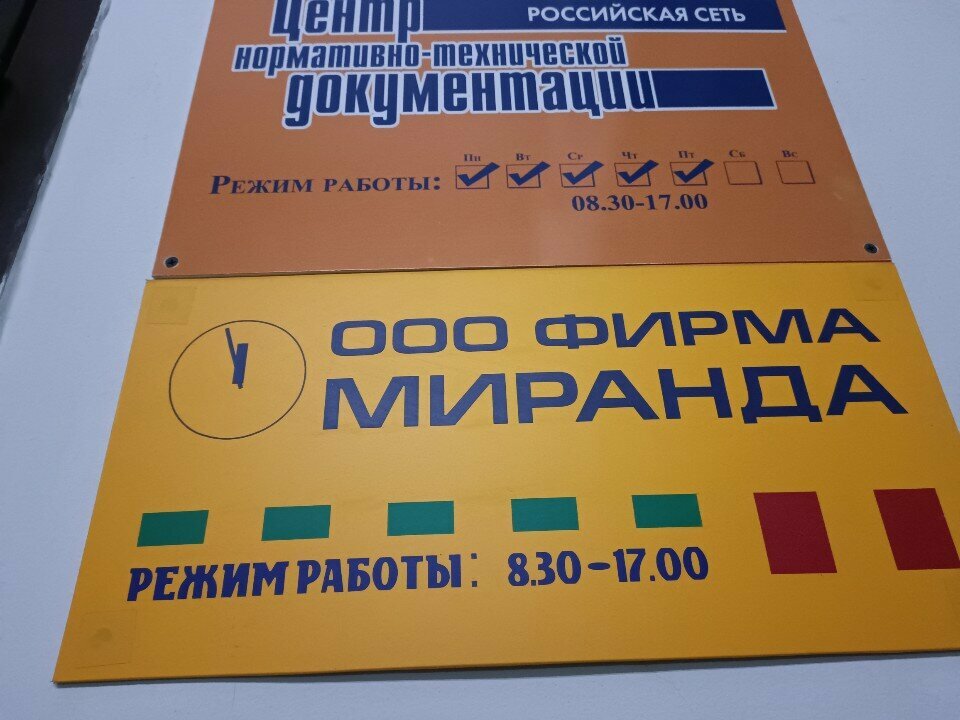 Центр РОССИЙСКАЯ СЕТЬ
нормативно-технической
документации
Пн Вт Ср Чт Пт Сб Вс
РЕЖИМ РАБОТЫ:
08.30-17.00
ООО ФИРМА
МИРАНДА
РЕЖИМ РАБОТЫ: 8.30-17.00